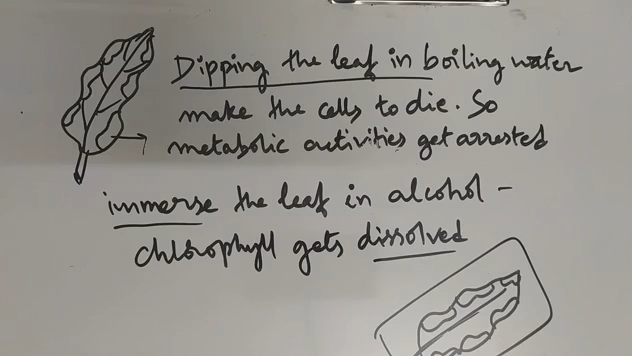 Dipping the leaf in boiling water
make the cells to die. So
metabolic activities get arrested
immerse the leaf in alcohol -
chlorophyll gets dissolved